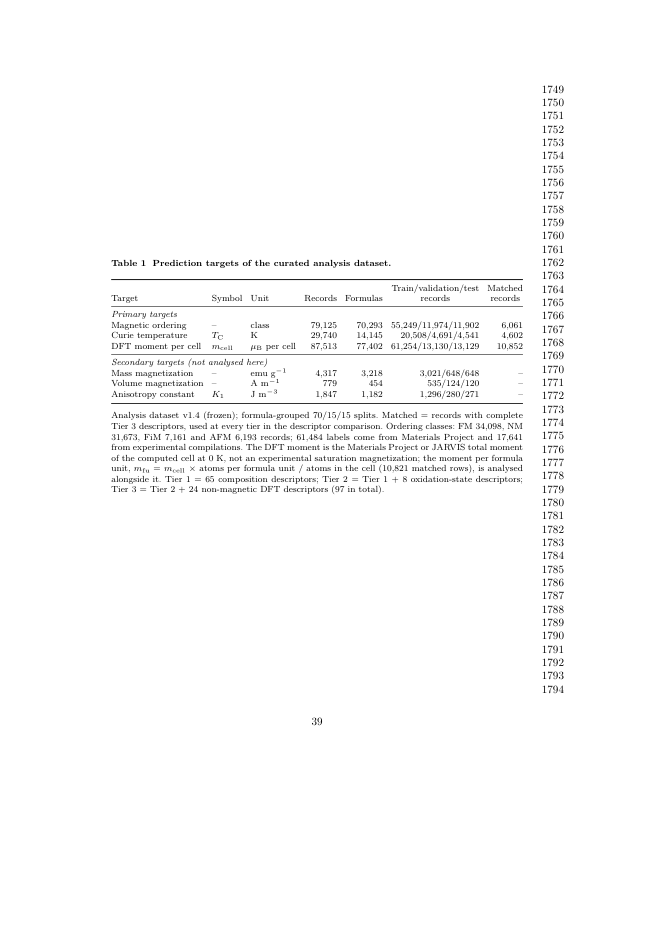 1749
1750
1751
1752
1753
1754
1755
1756
1757
1758
1759
1760
1761
1762
1763
1764
1765
1766
1767
1768
1769
1770
1771
1772
1773
1774
1775
1776
1777
1778
1779
1780
1781
1782
1783
1784
1785
1786
1787
1788
1789
1790
1791
1792
1793
1794
Table 1 Prediction targets of the curated analysis dataset.
Train/validation/test Matched
Target Symbol Unit Records Formulas records records
Primary targets
Magnetic ordering – class 79,125 70,293 55,249/11,974/11,902 6,061
Curie temperature T_C K 29,740 14,145 20,508/4,691/4,541 4,602
DFT moment per cell m_cell μ_B per cell 87,513 77,402 61,254/13,130/13,129 10,852
Secondary targets (not analysed here)
Mass magnetization – emu g⁻¹ 4,317 3,218 3,021/648/648 –
Volume magnetization – A m⁻¹ 779 454 535/124/120 –
Anisotropy constant K₁ J m⁻³ 1,847 1,182 1,296/280/271 –
Analysis dataset v1.4 (frozen); formula-grouped 70/15/15 splits. Matched = records with complete
Tier 3 descriptors, used at every tier in the descriptor comparison. Ordering classes: FM 34,098, NM
31,673, FiM 7,161 and AFM 6,193 records; 61,484 labels come from Materials Project and 17,641
from experimental compilations. The DFT moment is the Materials Project or JARVIS total moment
of the computed cell at 0 K, not an experimental saturation magnetization; the moment per formula
unit, m_fu = m_cell × atoms per formula unit / atoms in the cell (10,821 matched rows), is analysed
alongside it. Tier 1 = 65 composition descriptors; Tier 2 = Tier 1 + 8 oxidation-state descriptors;
Tier 3 = Tier 2 + 24 non-magnetic DFT descriptors (97 in total).
39